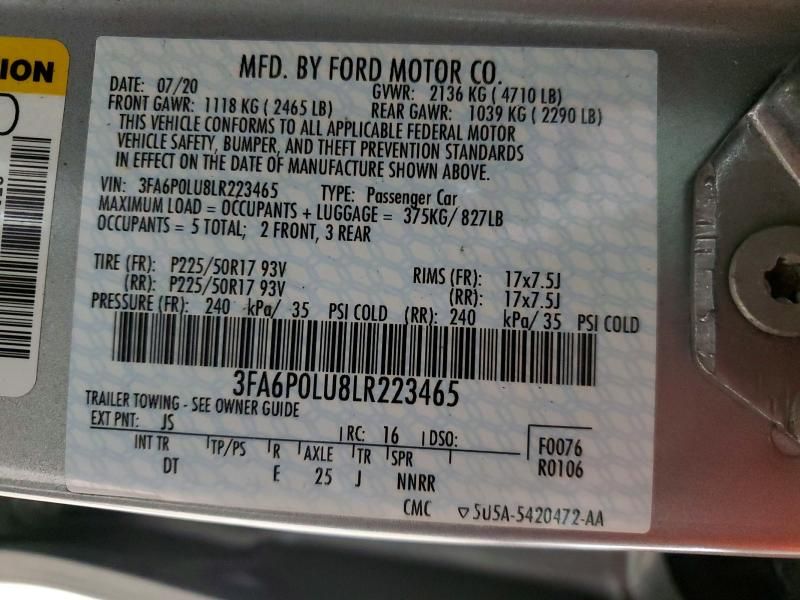 ION
MFD. BY FORD MOTOR CO.
DATE: 07/20 GVWR: 2136 KG ( 4710 LB)
FRONT GAWR: 1118 KG ( 2465 LB) REAR GAWR: 1039 KG ( 2290 LB)
THIS VEHICLE CONFORMS TO ALL APPLICABLE FEDERAL MOTOR
VEHICLE SAFETY, BUMPER, AND THEFT PREVENTION STANDARDS
IN EFFECT ON THE DATE OF MANUFACTURE SHOWN ABOVE.
VIN: 3FA6P0LU8LR223465 TYPE: Passenger Car
MAXIMUM LOAD = OCCUPANTS + LUGGAGE = 375KG/ 827LB
OCCUPANTS = 5 TOTAL; 2 FRONT, 3 REAR
TIRE (FR): P225/50R17 93V RIMS (FR): 17x7.5J
(RR): P225/50R17 93V (RR): 17x7.5J
PRESSURE (FR): 240 kPa/ 35 PSI COLD (RR): 240 kPa/ 35 PSI COLD
3FA6P0LU8LR223465
TRAILER TOWING - SEE OWNER GUIDE
EXT PNT: JS RC: 16 DSO: F0076
INT TR TP/PS R AXLE TR SPR R0106
DT E 25 J NNRR
CMC ▽5U5A-5420472-AA